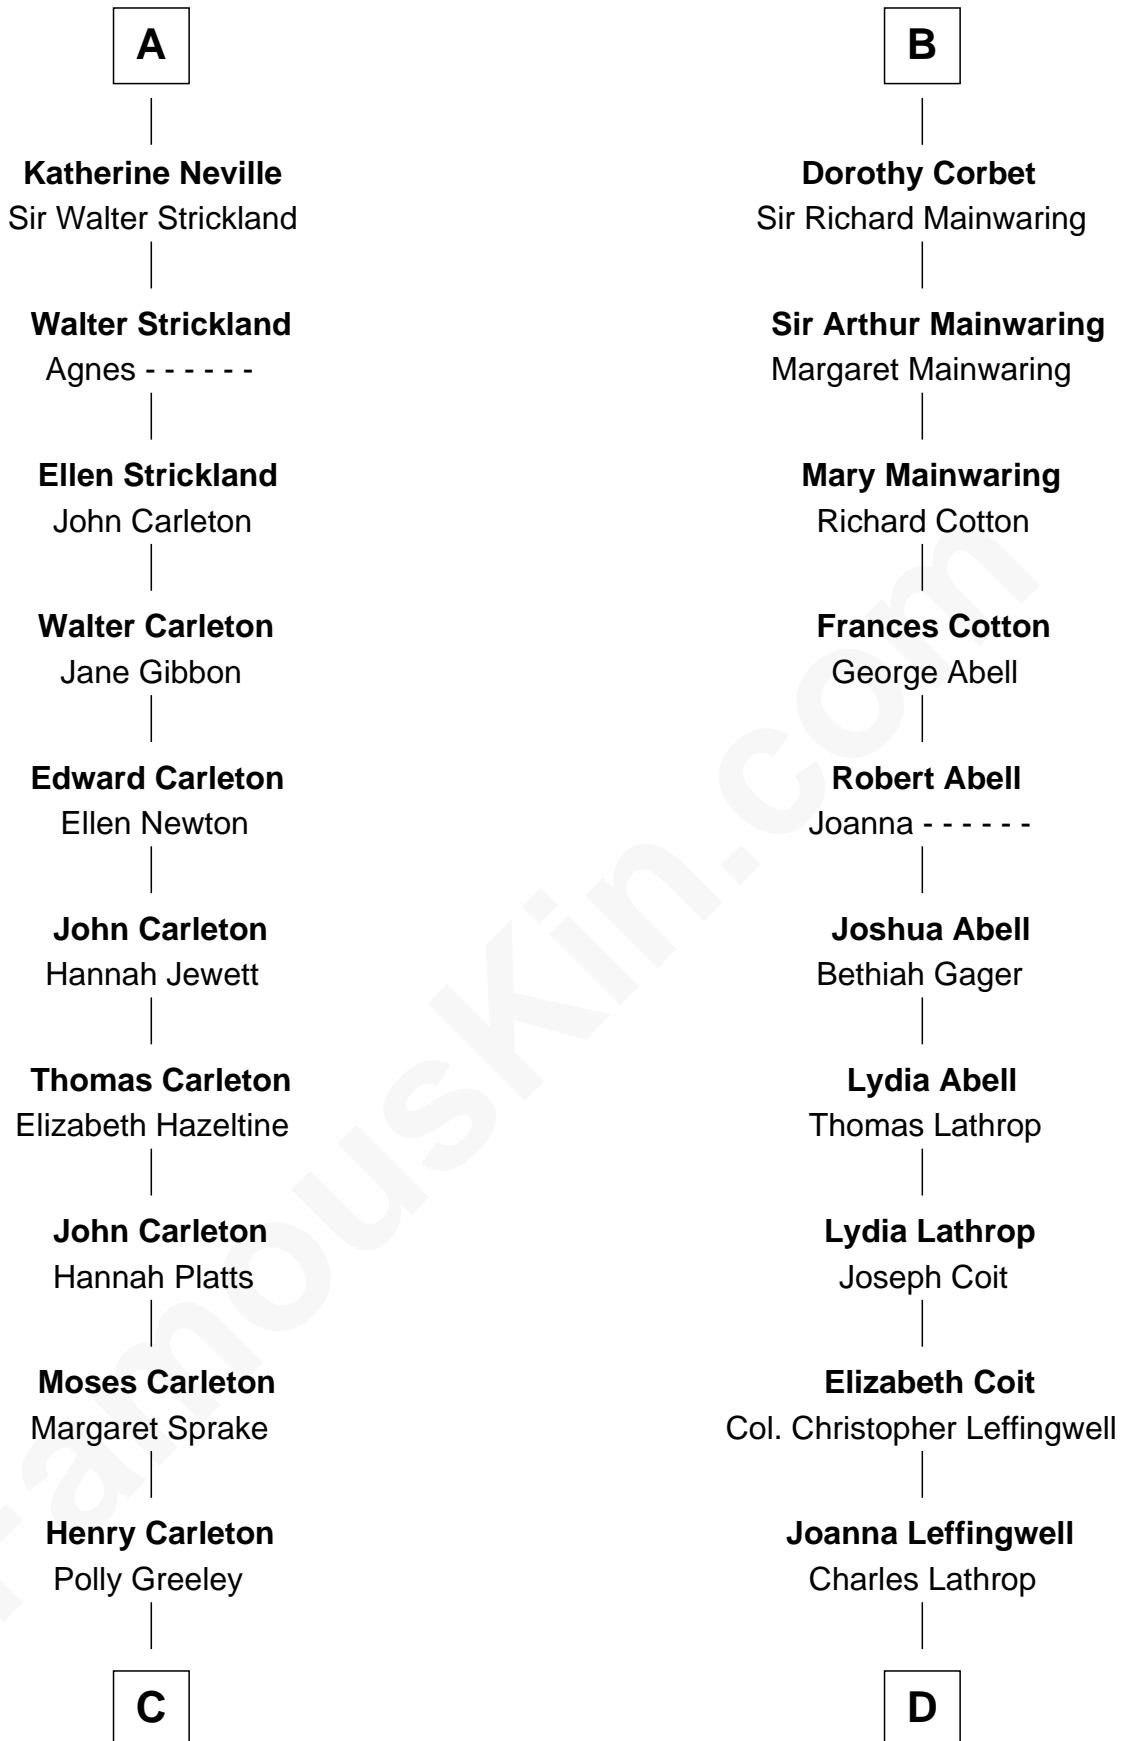 A
Katherine Neville
Sir Walter Strickland
Walter Strickland
Agnes - - - - - -
Ellen Strickland
John Carleton
Walter Carleton
Jane Gibbon
Edward Carleton
Ellen Newton
John Carleton
Hannah Jewett
Thomas Carleton
Elizabeth Hazeltine
John Carleton
Hannah Platts
Moses Carleton
Margaret Sprake
Henry Carleton
Polly Greeley
C
B
Dorothy Corbet
Sir Richard Mainwaring
Sir Arthur Mainwaring
Margaret Mainwaring
Mary Mainwaring
Richard Cotton
Frances Cotton
George Abell
Robert Abell
Joanna - - - - - -
Joshua Abell
Bethiah Gager
Lydia Abell
Thomas Lathrop
Lydia Lathrop
Joseph Coit
Elizabeth Coit
Col. Christopher Leffingwell
Joanna Leffingwell
Charles Lathrop
D
FamousKin.com